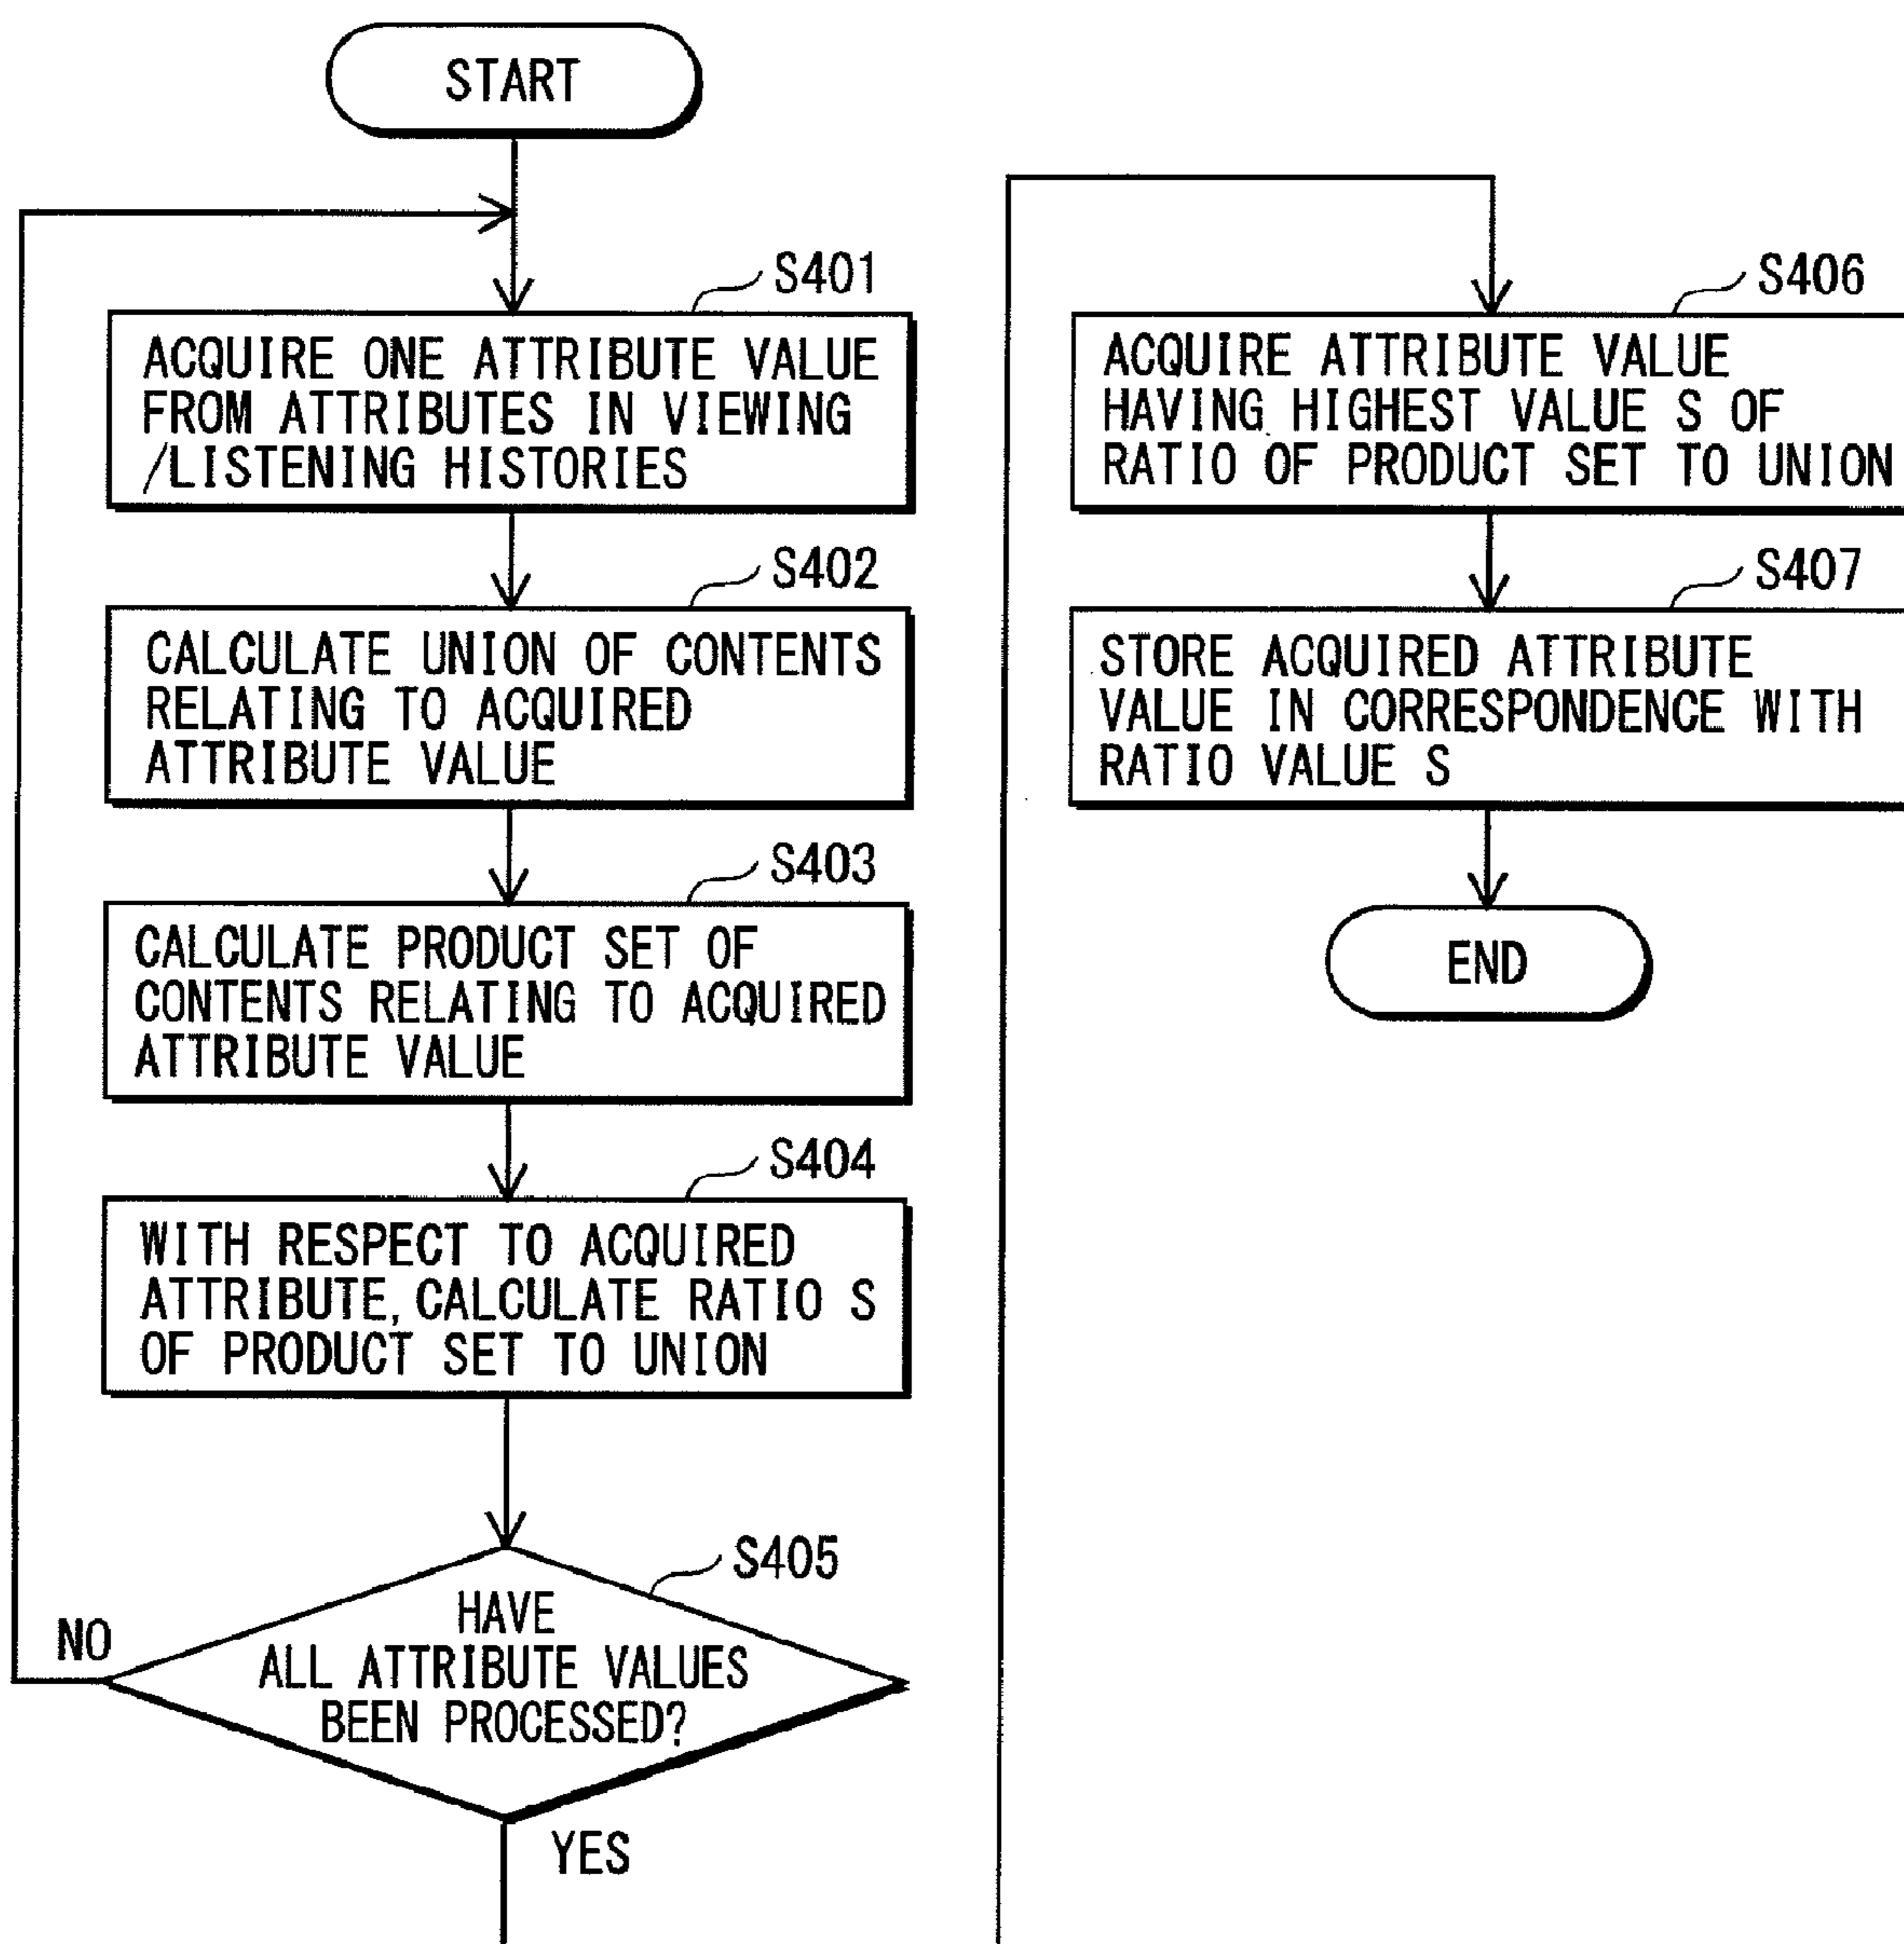 START
S401
ACQUIRE ONE ATTRIBUTE VALUE
FROM ATTRIBUTES IN VIEWING
/LISTENING HISTORIES
S402
CALCULATE UNION OF CONTENTS
RELATING TO ACQUIRED
ATTRIBUTE VALUE
S403
CALCULATE PRODUCT SET OF
CONTENTS RELATING TO ACQUIRED
ATTRIBUTE VALUE
S404
WITH RESPECT TO ACQUIRED
ATTRIBUTE, CALCULATE RATIO S
OF PRODUCT SET TO UNION
S405
HAVE
ALL ATTRIBUTE VALUES
BEEN PROCESSED?
NO
YES
S406
ACQUIRE ATTRIBUTE VALUE
HAVING HIGHEST VALUE S OF
RATIO OF PRODUCT SET TO UNION
S407
STORE ACQUIRED ATTRIBUTE
VALUE IN CORRESPONDENCE WITH
RATIO VALUE S
END